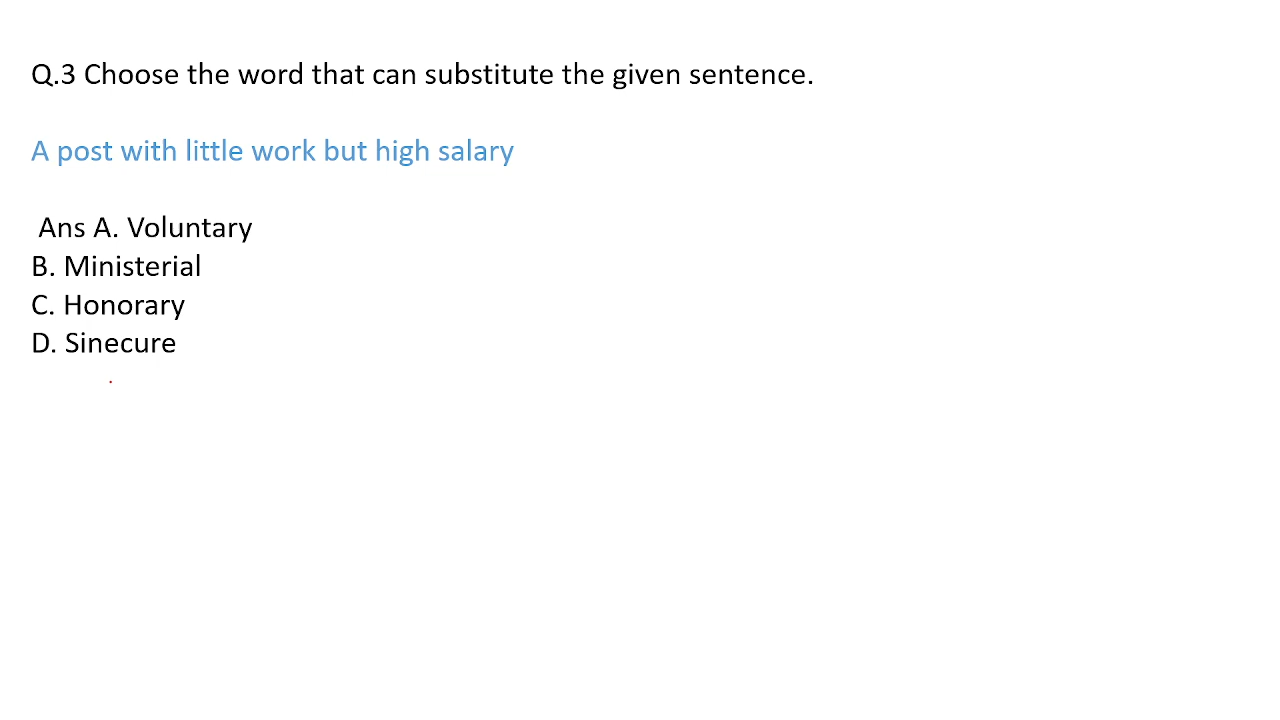 Q.3 Choose the word that can substitute the given sentence.
A post with little work but high salary
Ans A. Voluntary
B. Ministerial
C. Honorary
D. Sinecure